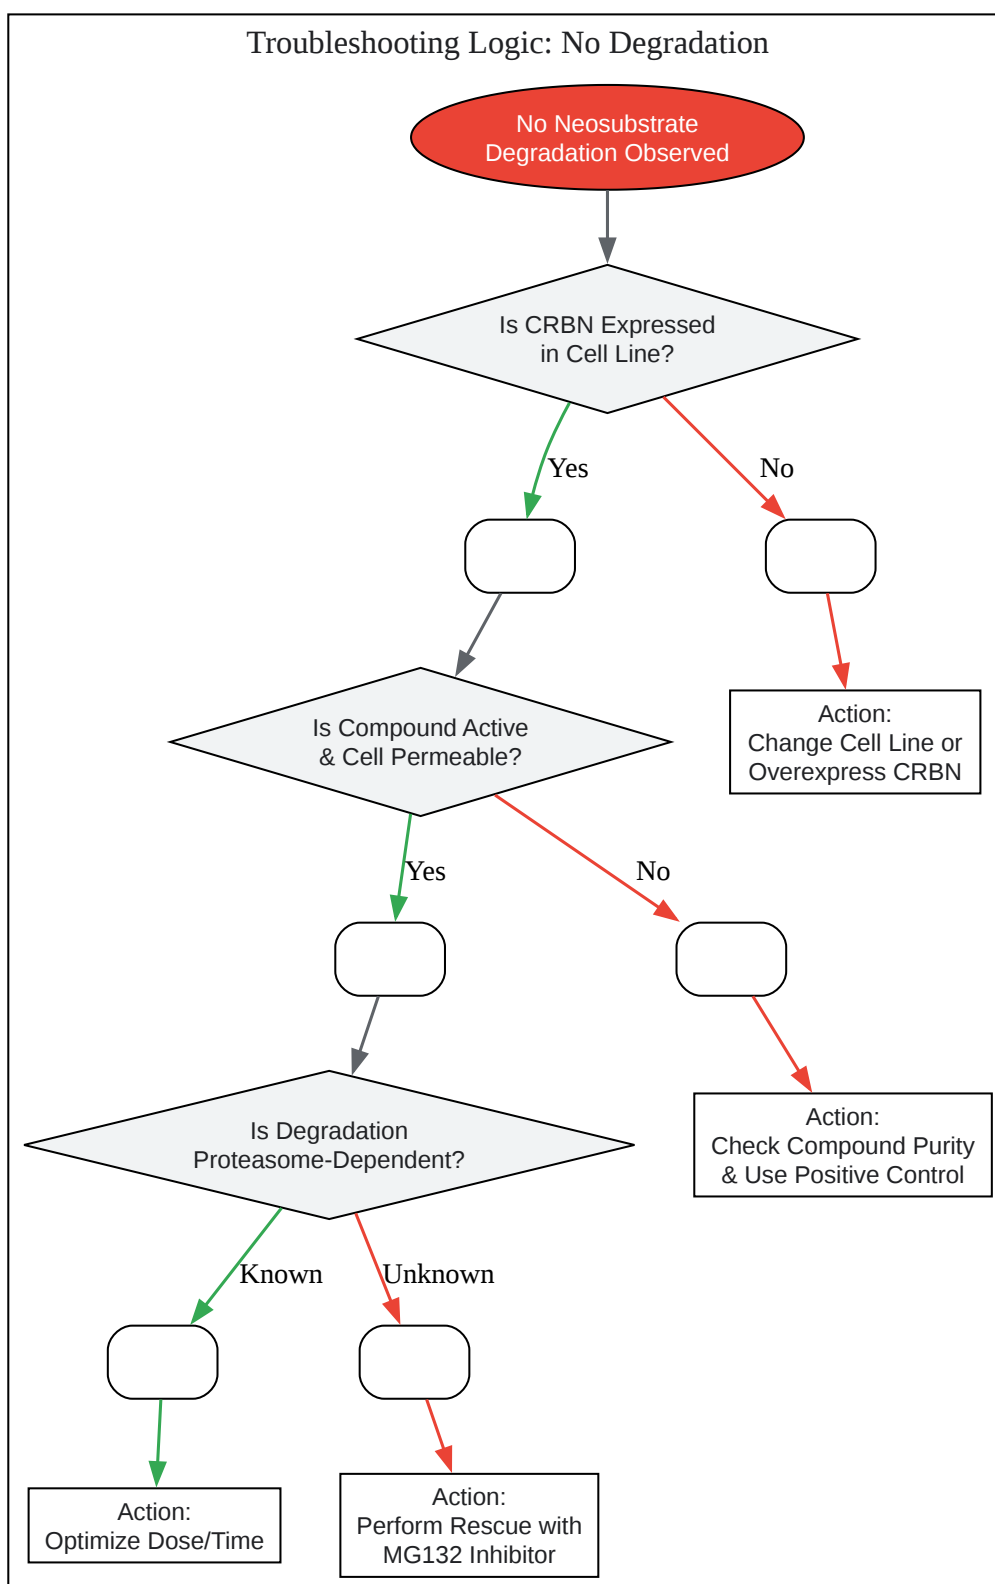 Troubleshooting Logic: No Degradation
No Neosubstrate
Degradation Observed
Is CRBN Expressed
in Cell Line?
Yes
No
Action:
Change Cell Line or
Overexpress CRBN
Is Compound Active
& Cell Permeable?
Yes
No
Action:
Check Compound Purity
& Use Positive Control
Is Degradation
Proteasome-Dependent?
Known
Unknown
Action:
Optimize Dose/Time
Action:
Perform Rescue with
MG132 Inhibitor